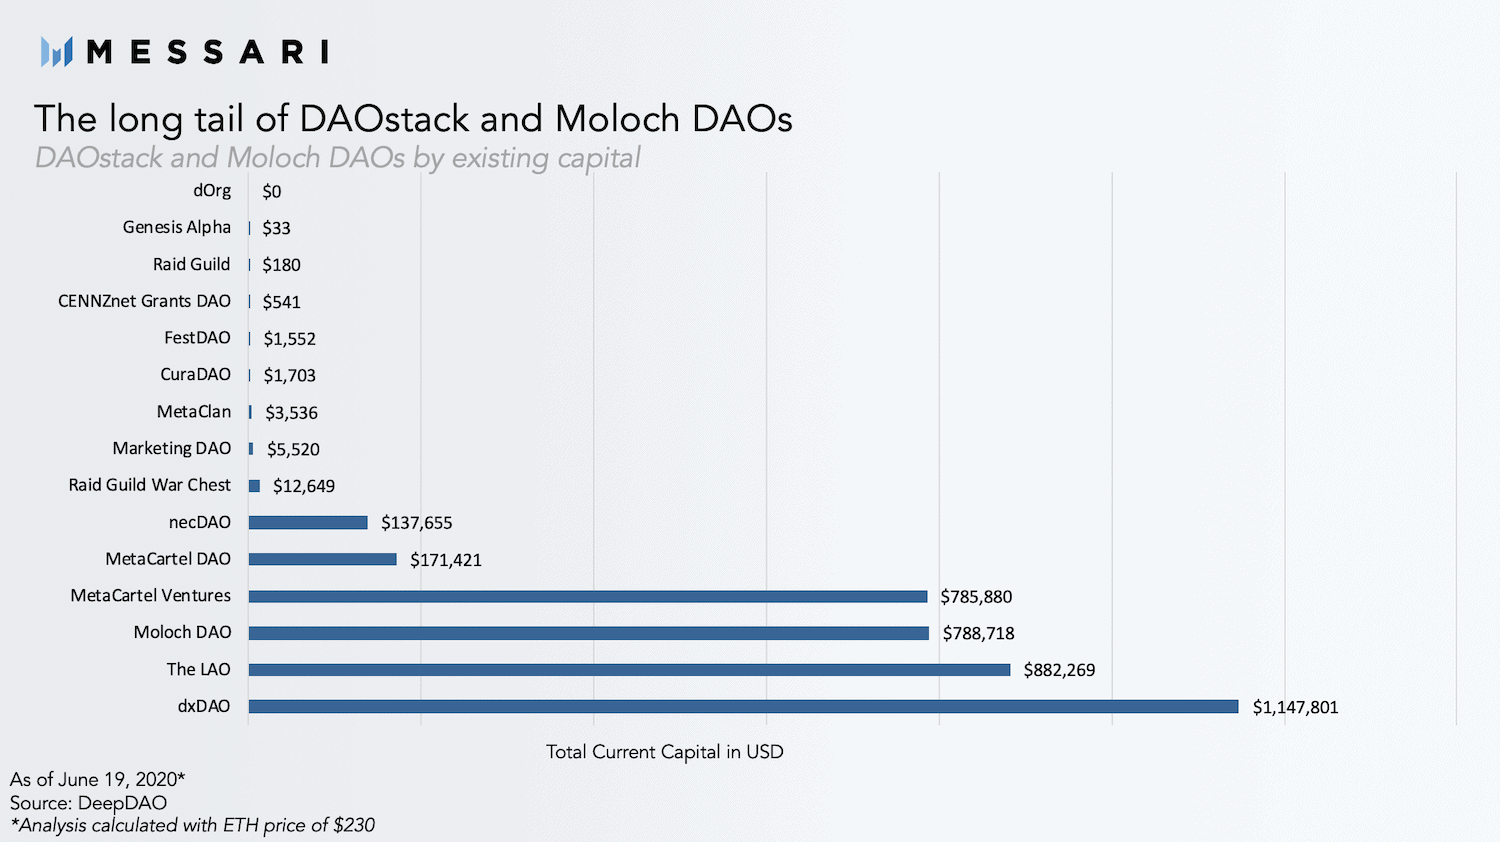 MESSARI
The long tail of DAOstack and Moloch DAOs
DAOstack and Moloch DAOs by existing capital
dOrg $0
Genesis Alpha $33
Raid Guild $180
CENNZnet Grants DAO $541
FestDAO $1,552
CuraDAO $1,703
MetaClan $3,536
Marketing DAO $5,520
Raid Guild War Chest $12,649
necDAO $137,655
MetaCartel DAO $171,421
MetaCartel Ventures $785,880
Moloch DAO $788,718
The LAO $882,269
dxDAO $1,147,801
Total Current Capital in USD
As of June 19, 2020*
Source: DeepDAO
*Analysis calculated with ETH price of $230